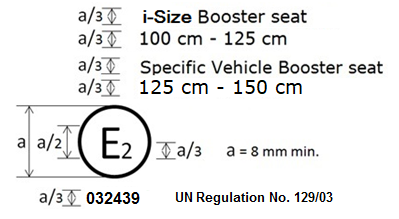 a/3 i-Size Booster seat
a/3 100 cm - 125 cm
a/3 Specific Vehicle Booster seat
a/3 125 cm - 150 cm
a a/2 E2 a/3 a = 8 mm min.
a/3 032439 UN Regulation No. 129/03